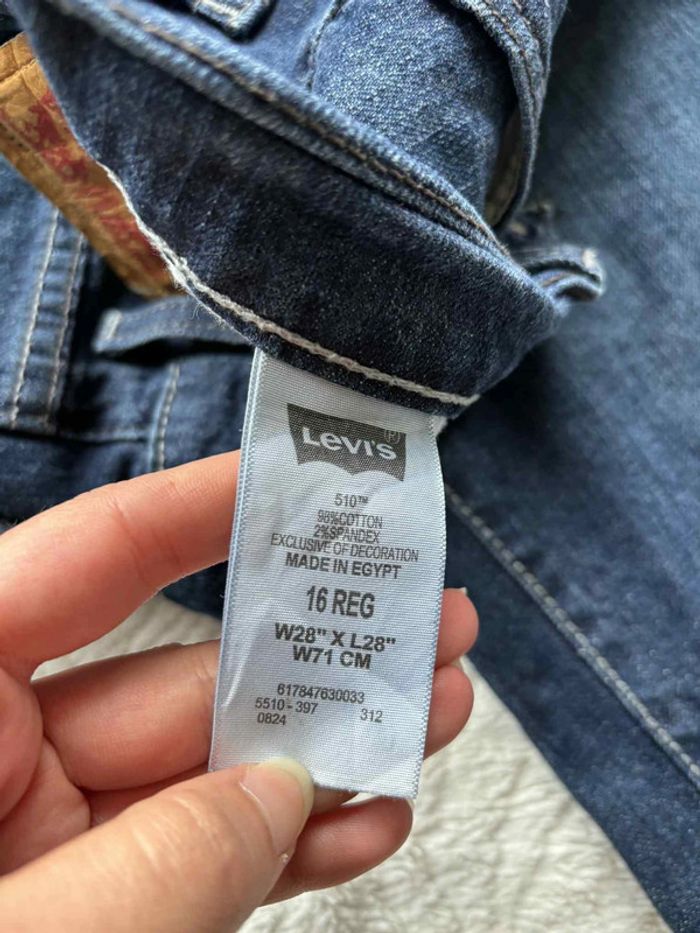 LEVI'S ®
510™
98%COTTON
2%SPANDEX
EXCLUSIVE OF DECORATION
MADE IN EGYPT
16 REG
W28" X L28"
W71 CM
617847630033
5510-397
0824 312